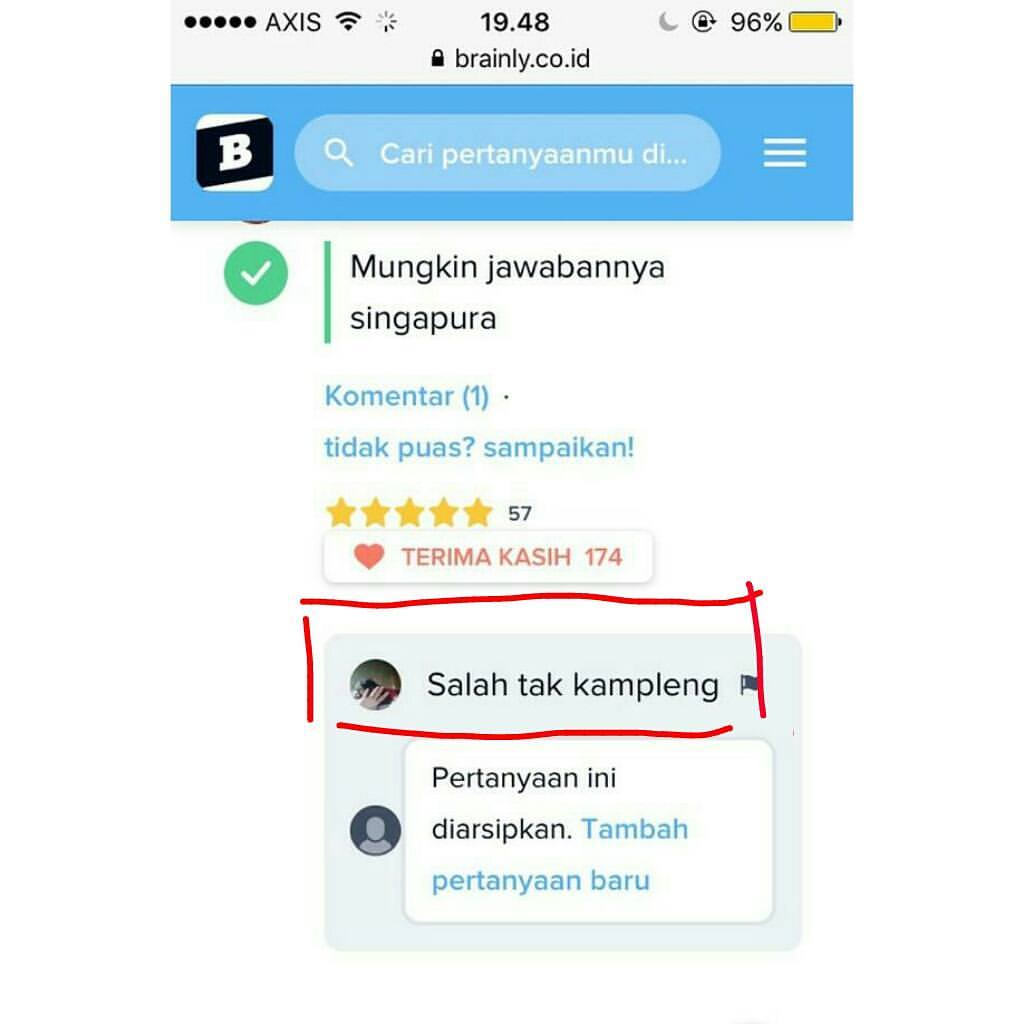 AXIS 19.48 96%
brainly.co.id
B Cari pertanyaanmu di...
Mungkin jawabannya
singapura
Komentar (1) ·
tidak puas? sampaikan!
57
TERIMA KASIH 174
Salah tak kampleng
Pertanyaan ini
diarsipkan. Tambah
pertanyaan baru